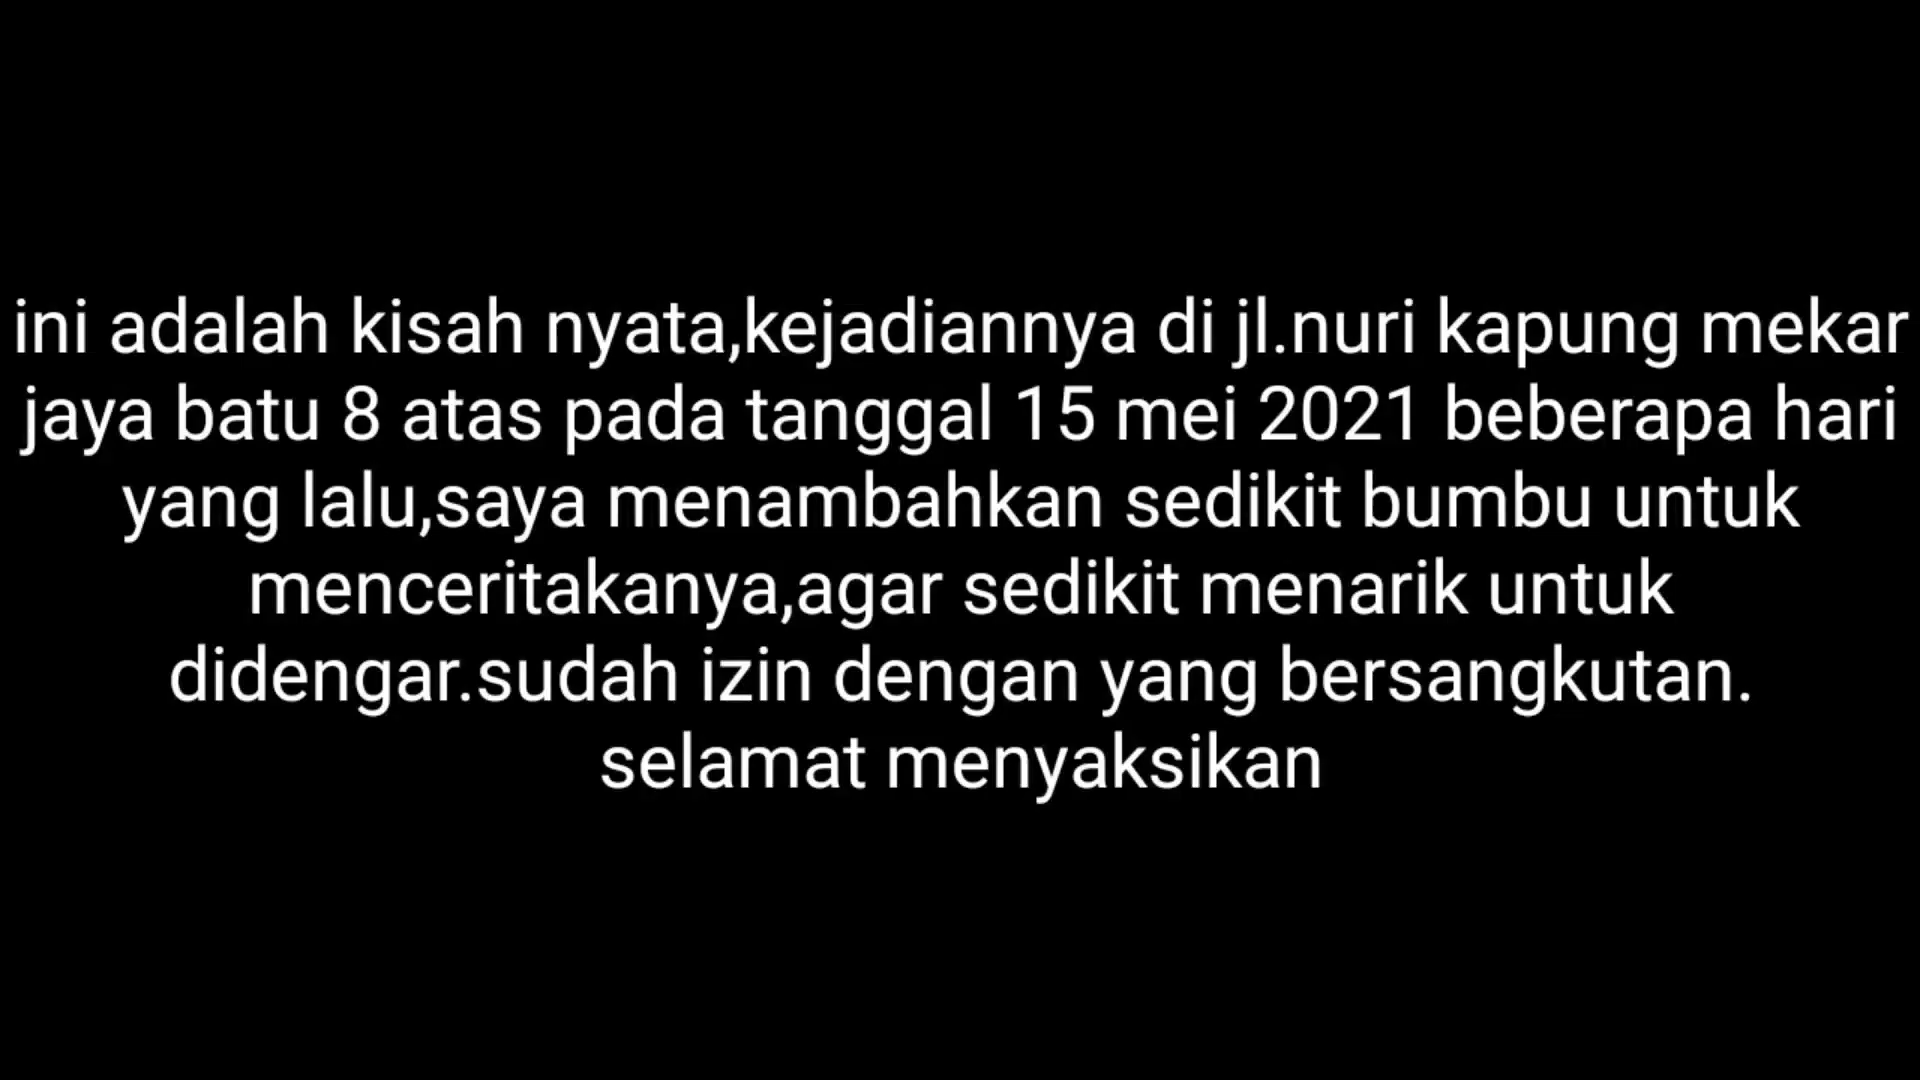 ini adalah kisah nyata,kejadiannya di jl.nuri kapung mekar
jaya batu 8 atas pada tanggal 15 mei 2021 beberapa hari
yang lalu,saya menambahkan sedikit bumbu untuk
menceritakanya,agar sedikit menarik untuk
didengar.sudah izin dengan yang bersangkutan.
selamat menyaksikan